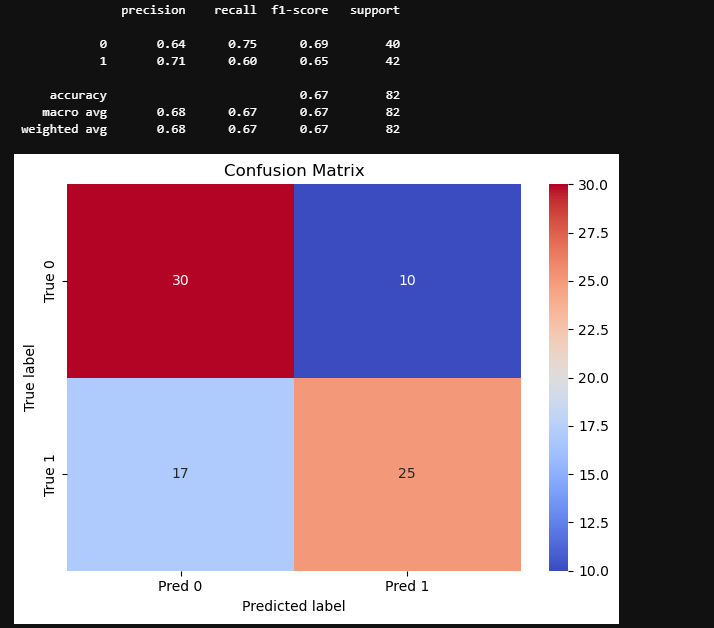 precision recall f1-score support
0 0.64 0.75 0.69 40
1 0.71 0.60 0.65 42
accuracy 0.67 82
macro avg 0.68 0.67 0.67 82
weighted avg 0.68 0.67 0.67 82
Confusion Matrix
True label
True 0
30 10
True 1
17 25
Pred 0 Pred 1
Predicted label
30.0
27.5
25.0
22.5
20.0
17.5
15.0
12.5
10.0